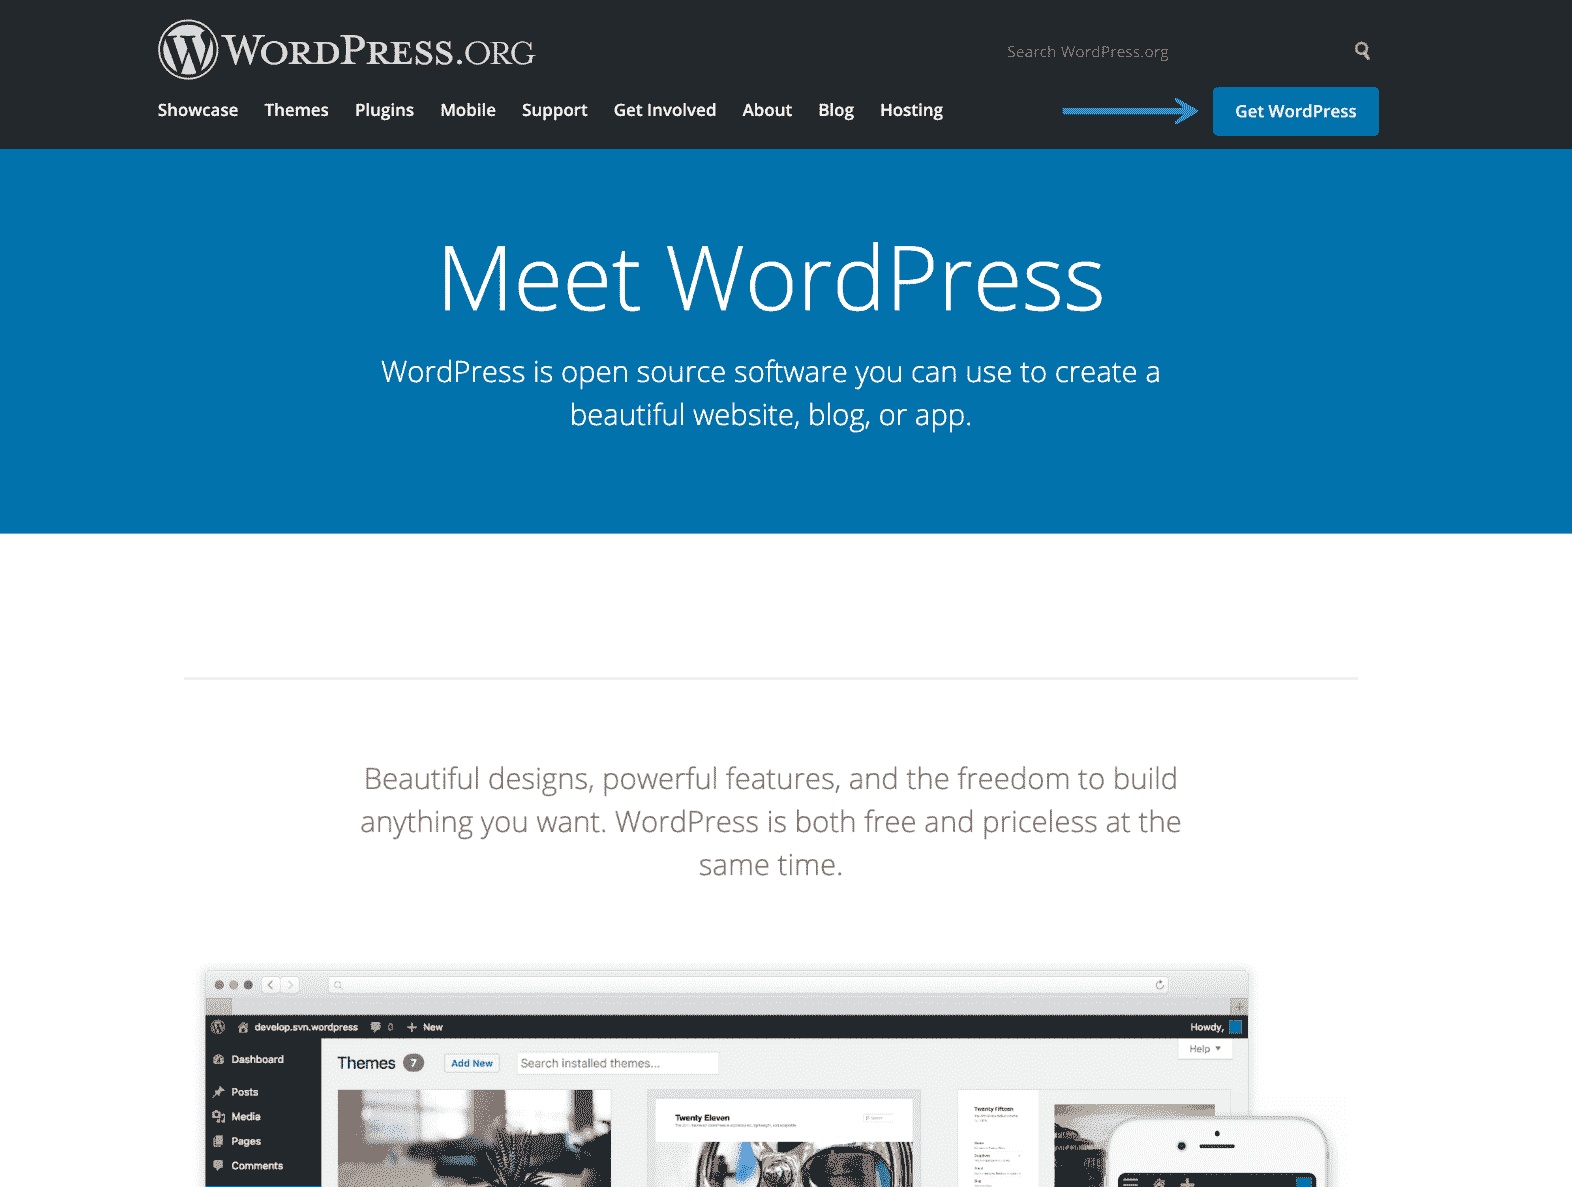 WORDPRESS.ORG
Search WordPress.org
Showcase Themes Plugins Mobile Support Get Involved About Blog Hosting
Get WordPress
Meet WordPress
WordPress is open source software you can use to create a
beautiful website, blog, or app.
Beautiful designs, powerful features, and the freedom to build
anything you want. WordPress is both free and priceless at the
same time.
develop.svn.wordpress 0 New
Howdy,
Help
Dashboard
Posts
Media
Pages
Comments
Themes 7 Add New Search installed themes...
Twenty Eleven
Twenty Fifteen